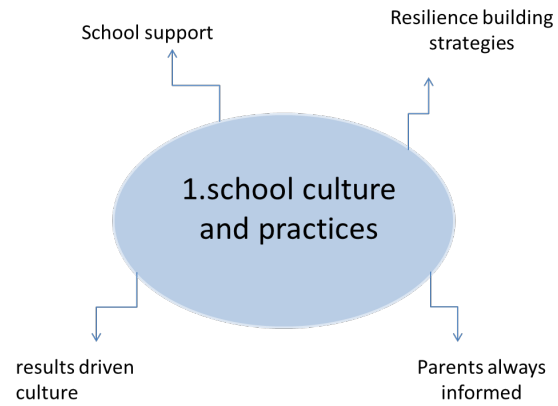 School support
Resilience building
strategies
1.school culture
and practices
results driven
culture
Parents always
informed